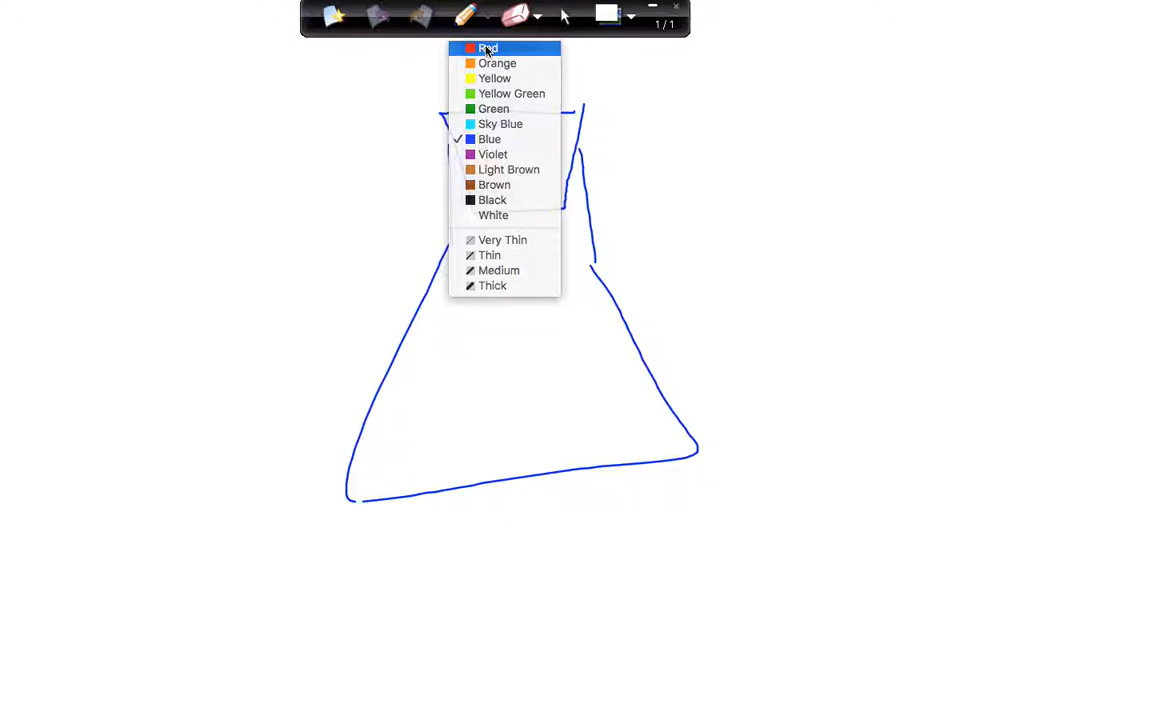 1 / 1
Red
Orange
Yellow
Yellow Green
Green
Sky Blue
Blue
Violet
Light Brown
Brown
Black
White
Very Thin
Thin
Medium
Thick